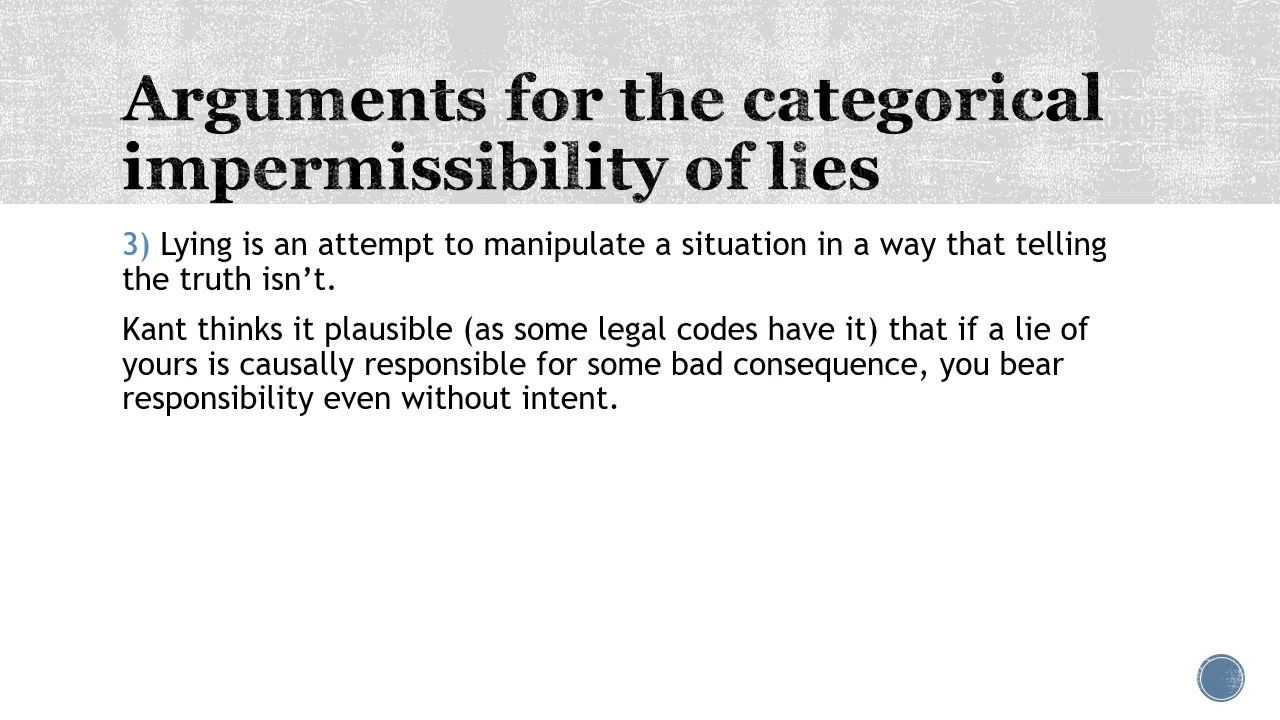 Arguments for the categorical
impermissibility of lies
3) Lying is an attempt to manipulate a situation in a way that telling
the truth isn’t.
Kant thinks it plausible (as some legal codes have it) that if a lie of
yours is causally responsible for some bad consequence, you bear
responsibility even without intent.